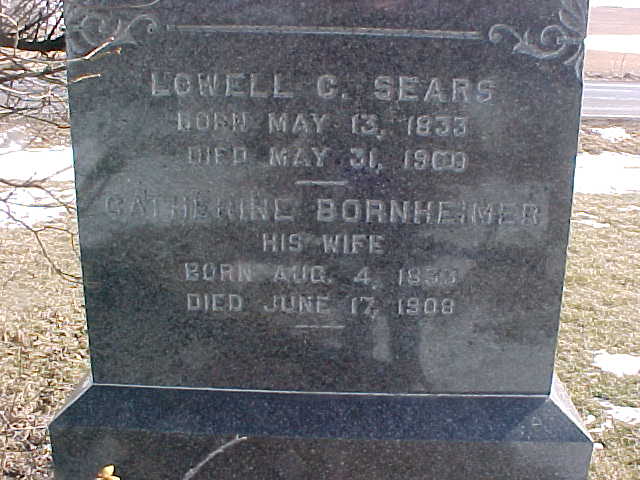 LOWELL G. SEARS
BORN MAY 13, 1833
DIED MAY 31, 1909
CATHERINE BORNHEIMER
HIS WIFE
BORN AUG. 4, 1833
DIED JUNE 17, 1908